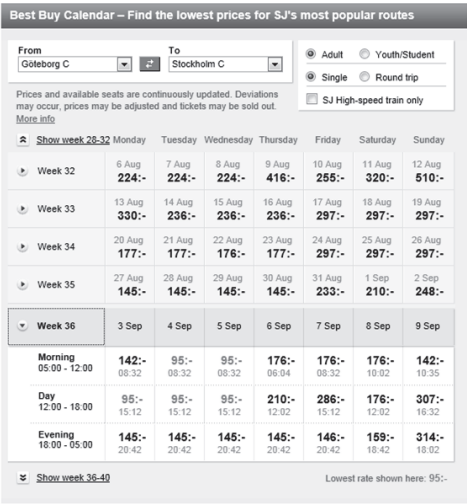 Best Buy Calendar – Find the lowest prices for SJ's most popular routes
From To
Göteborg C Stockholm C
Adult Youth/Student
Single Round trip
SJ High-speed train only
Prices and available seats are continuously updated. Deviations
may occur, prices may be adjusted and tickets may be sold out.
More info
Show week 28-32 Monday Tuesday Wednesday Thursday Friday Saturday Sunday
6 Aug 7 Aug 8 Aug 9 Aug 10 Aug 11 Aug 12 Aug
Week 32 224:- 224:- 224:- 416:- 255:- 320:- 510:-
13 Aug 14 Aug 15 Aug 16 Aug 17 Aug 18 Aug 19 Aug
Week 33 330:- 236:- 236:- 236:- 297:- 297:- 297:-
20 Aug 21 Aug 22 Aug 23 Aug 24 Aug 25 Aug 26 Aug
Week 34 177:- 177:- 176:- 177:- 297:- 297:- 297:-
27 Aug 28 Aug 29 Aug 30 Aug 31 Aug 1 Sep 2 Sep
Week 35 145:- 145:- 145:- 145:- 233:- 210:- 248:-
Week 36 3 Sep 4 Sep 5 Sep 6 Sep 7 Sep 8 Sep 9 Sep
Morning 142:- 95:- 95:- 176:- 176:- 176:- 142:-
05:00 - 12:00 08:32 08:32 08:32 06:04 08:32 10:02 10:35
Day 95:- 95:- 95:- 210:- 286:- 176:- 307:-
12:00 - 18:00 15:12 15:12 15:12 12:02 15:12 12:02 16:32
Evening 145:- 145:- 145:- 145:- 146:- 159:- 314:-
18:00 - 05:00 20:42 20:42 20:42 20:42 20:42 18:42 18:02
Show week 36-40 Lowest rate shown here: 95:-